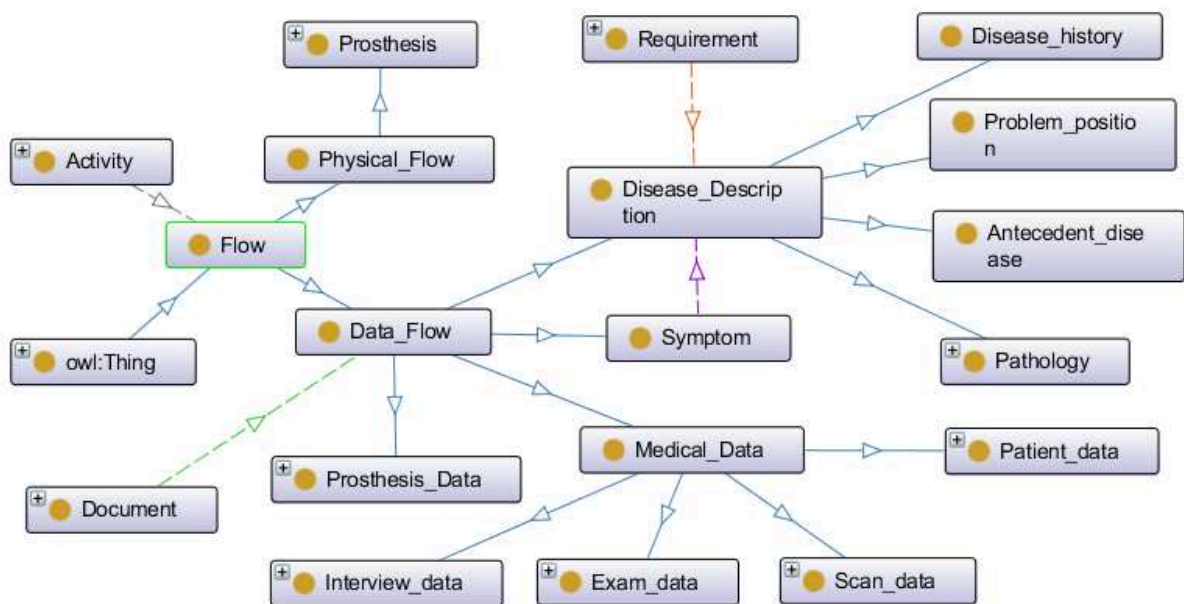 Prosthesis
Requirement
Disease_history
Activity
Physical_Flow
Problem_positio
n
Disease_Descrip
tion
Flow
Antecedent_dise
ase
owl:Thing
Data_Flow
Symptom
Pathology
Document
Prosthesis_Data
Medical_Data
Patient_data
Interview_data
Exam_data
Scan_data